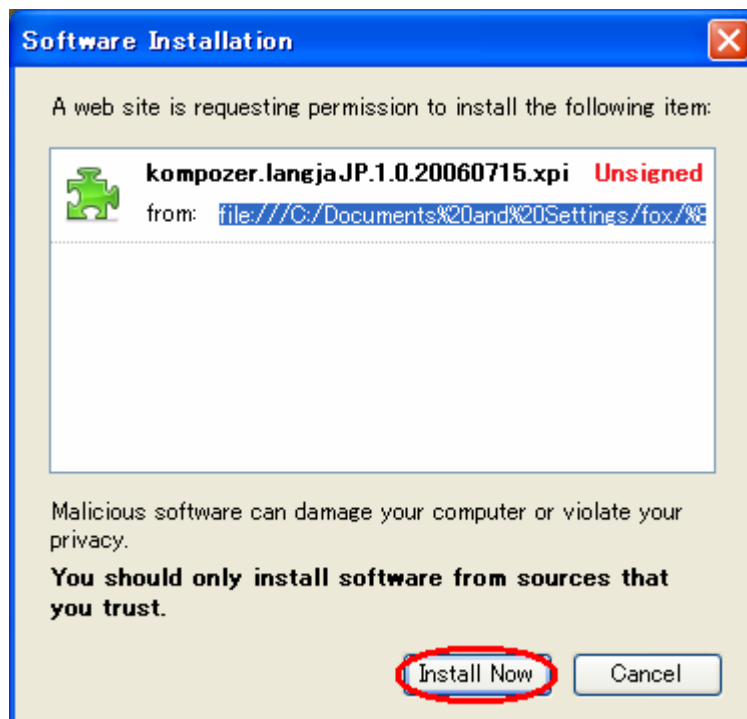 Software Installation
A web site is requesting permission to install the following item:
kompozer.langjaJP.1.0.20060715.xpi Unsigned
from: file:///C:/Documents%20and%20Settings/fox/%8
Malicious software can damage your computer or violate your
privacy.
You should only install software from sources that
you trust.
Install Now Cancel